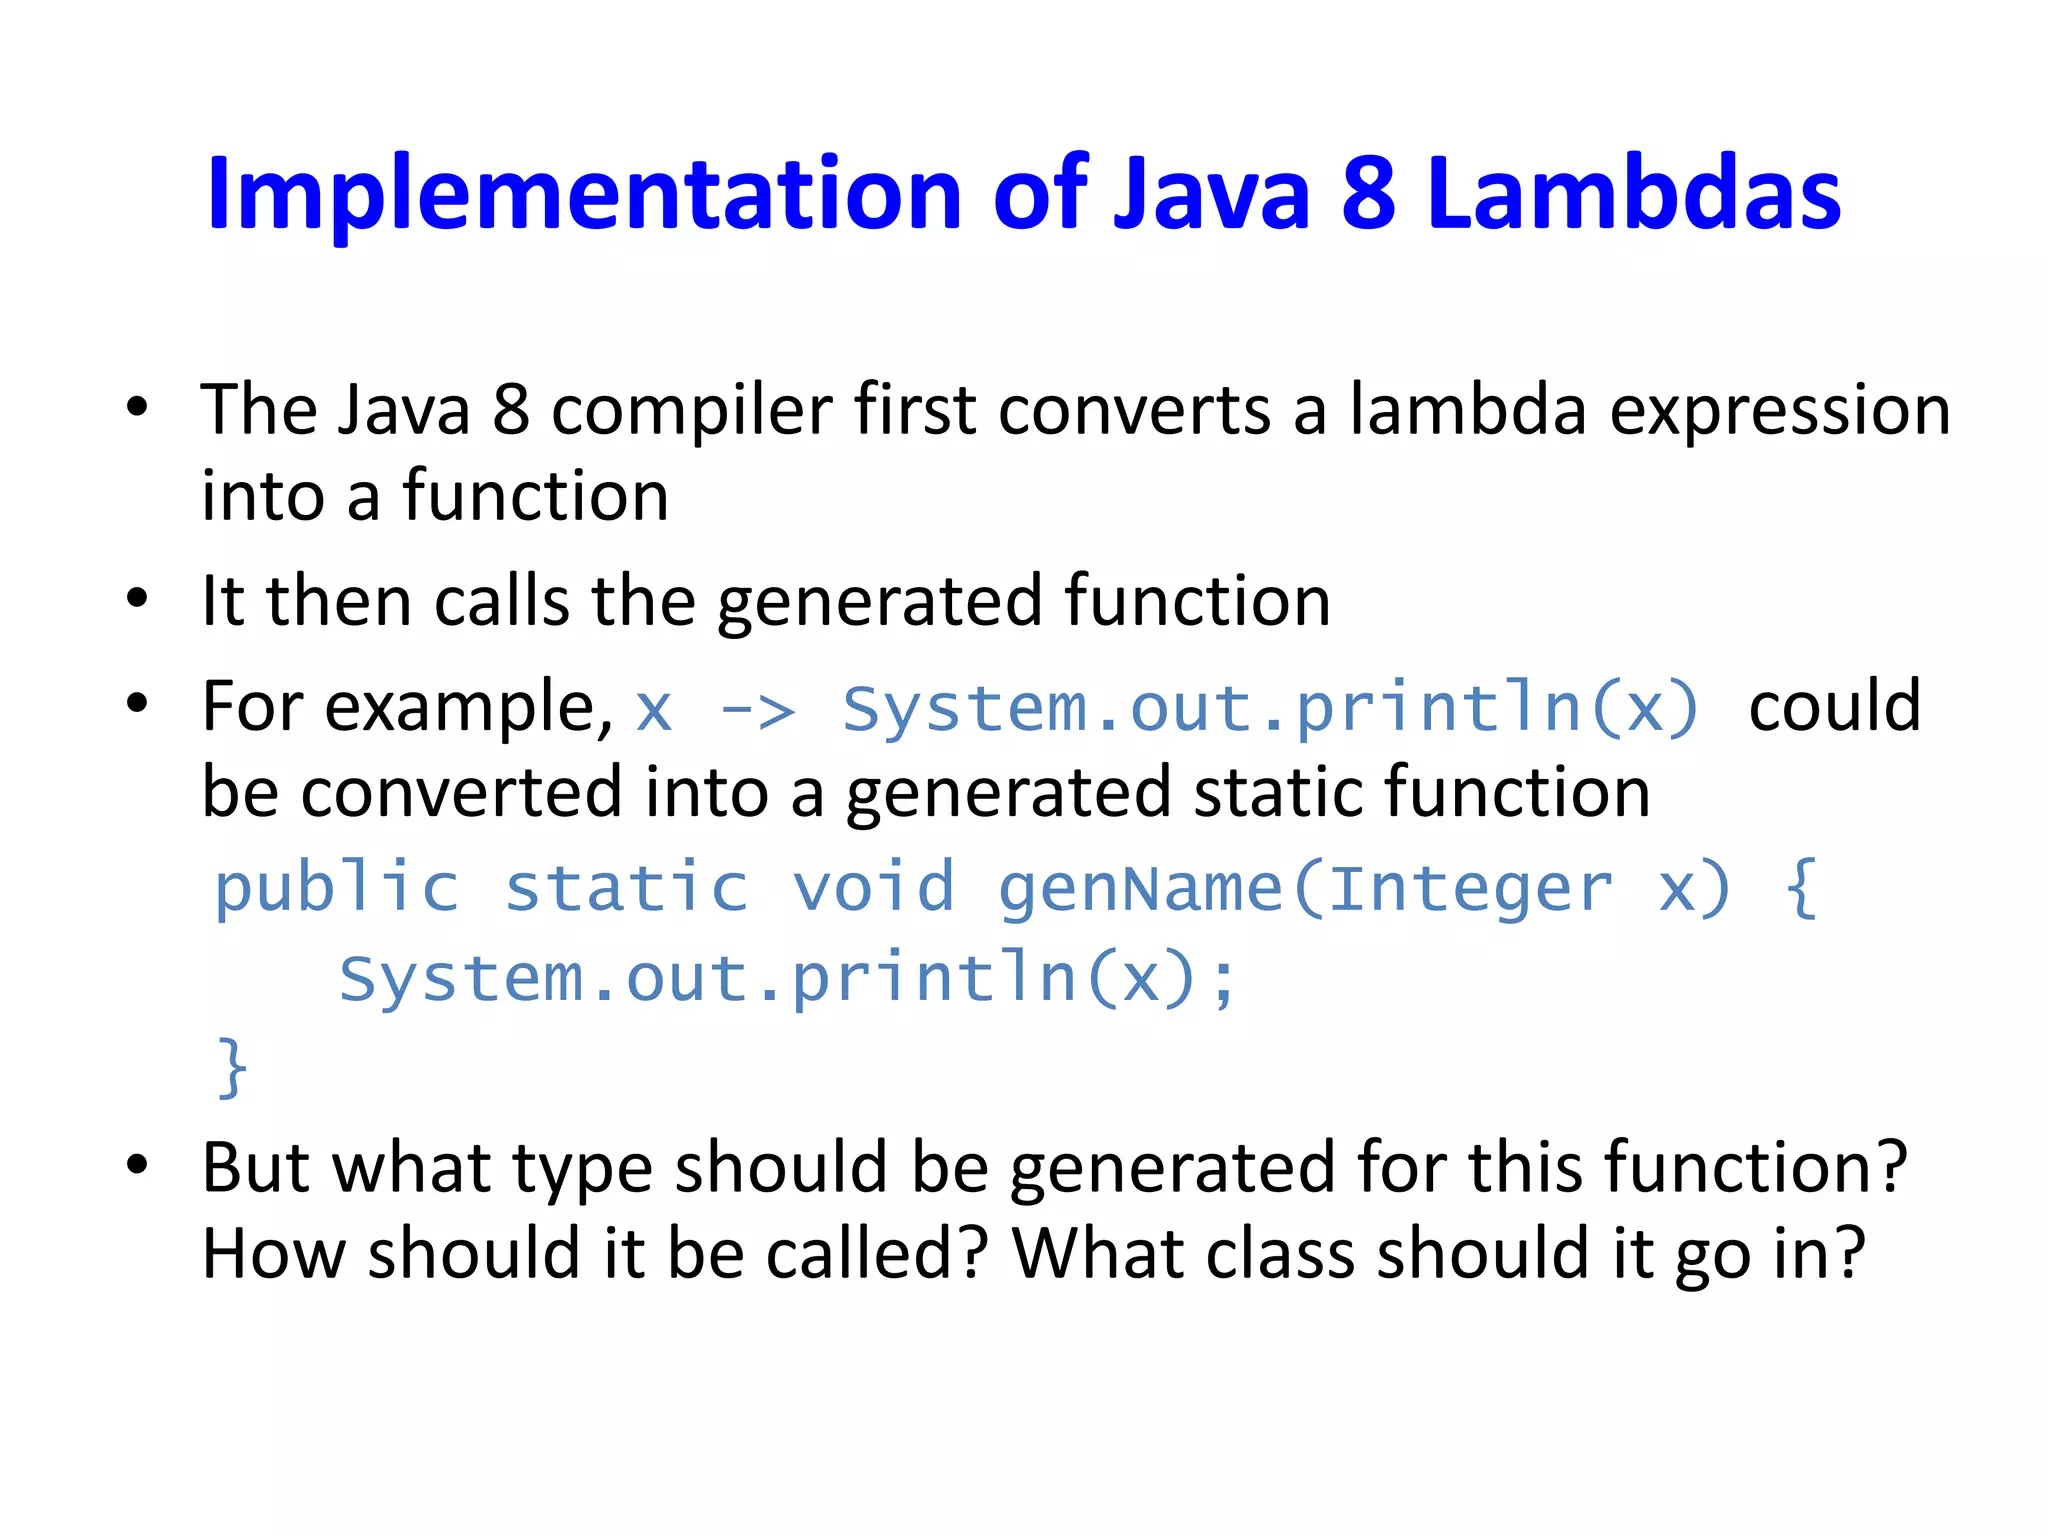 Implementation of Java 8 Lambdas
• The Java 8 compiler first converts a lambda expression
into a function
• It then calls the generated function
• For example, x –> System.out.println(x) could
be converted into a generated static function
public static void genName(Integer x) {
System.out.println(x);
}
• But what type should be generated for this function?
How should it be called? What class should it go in?